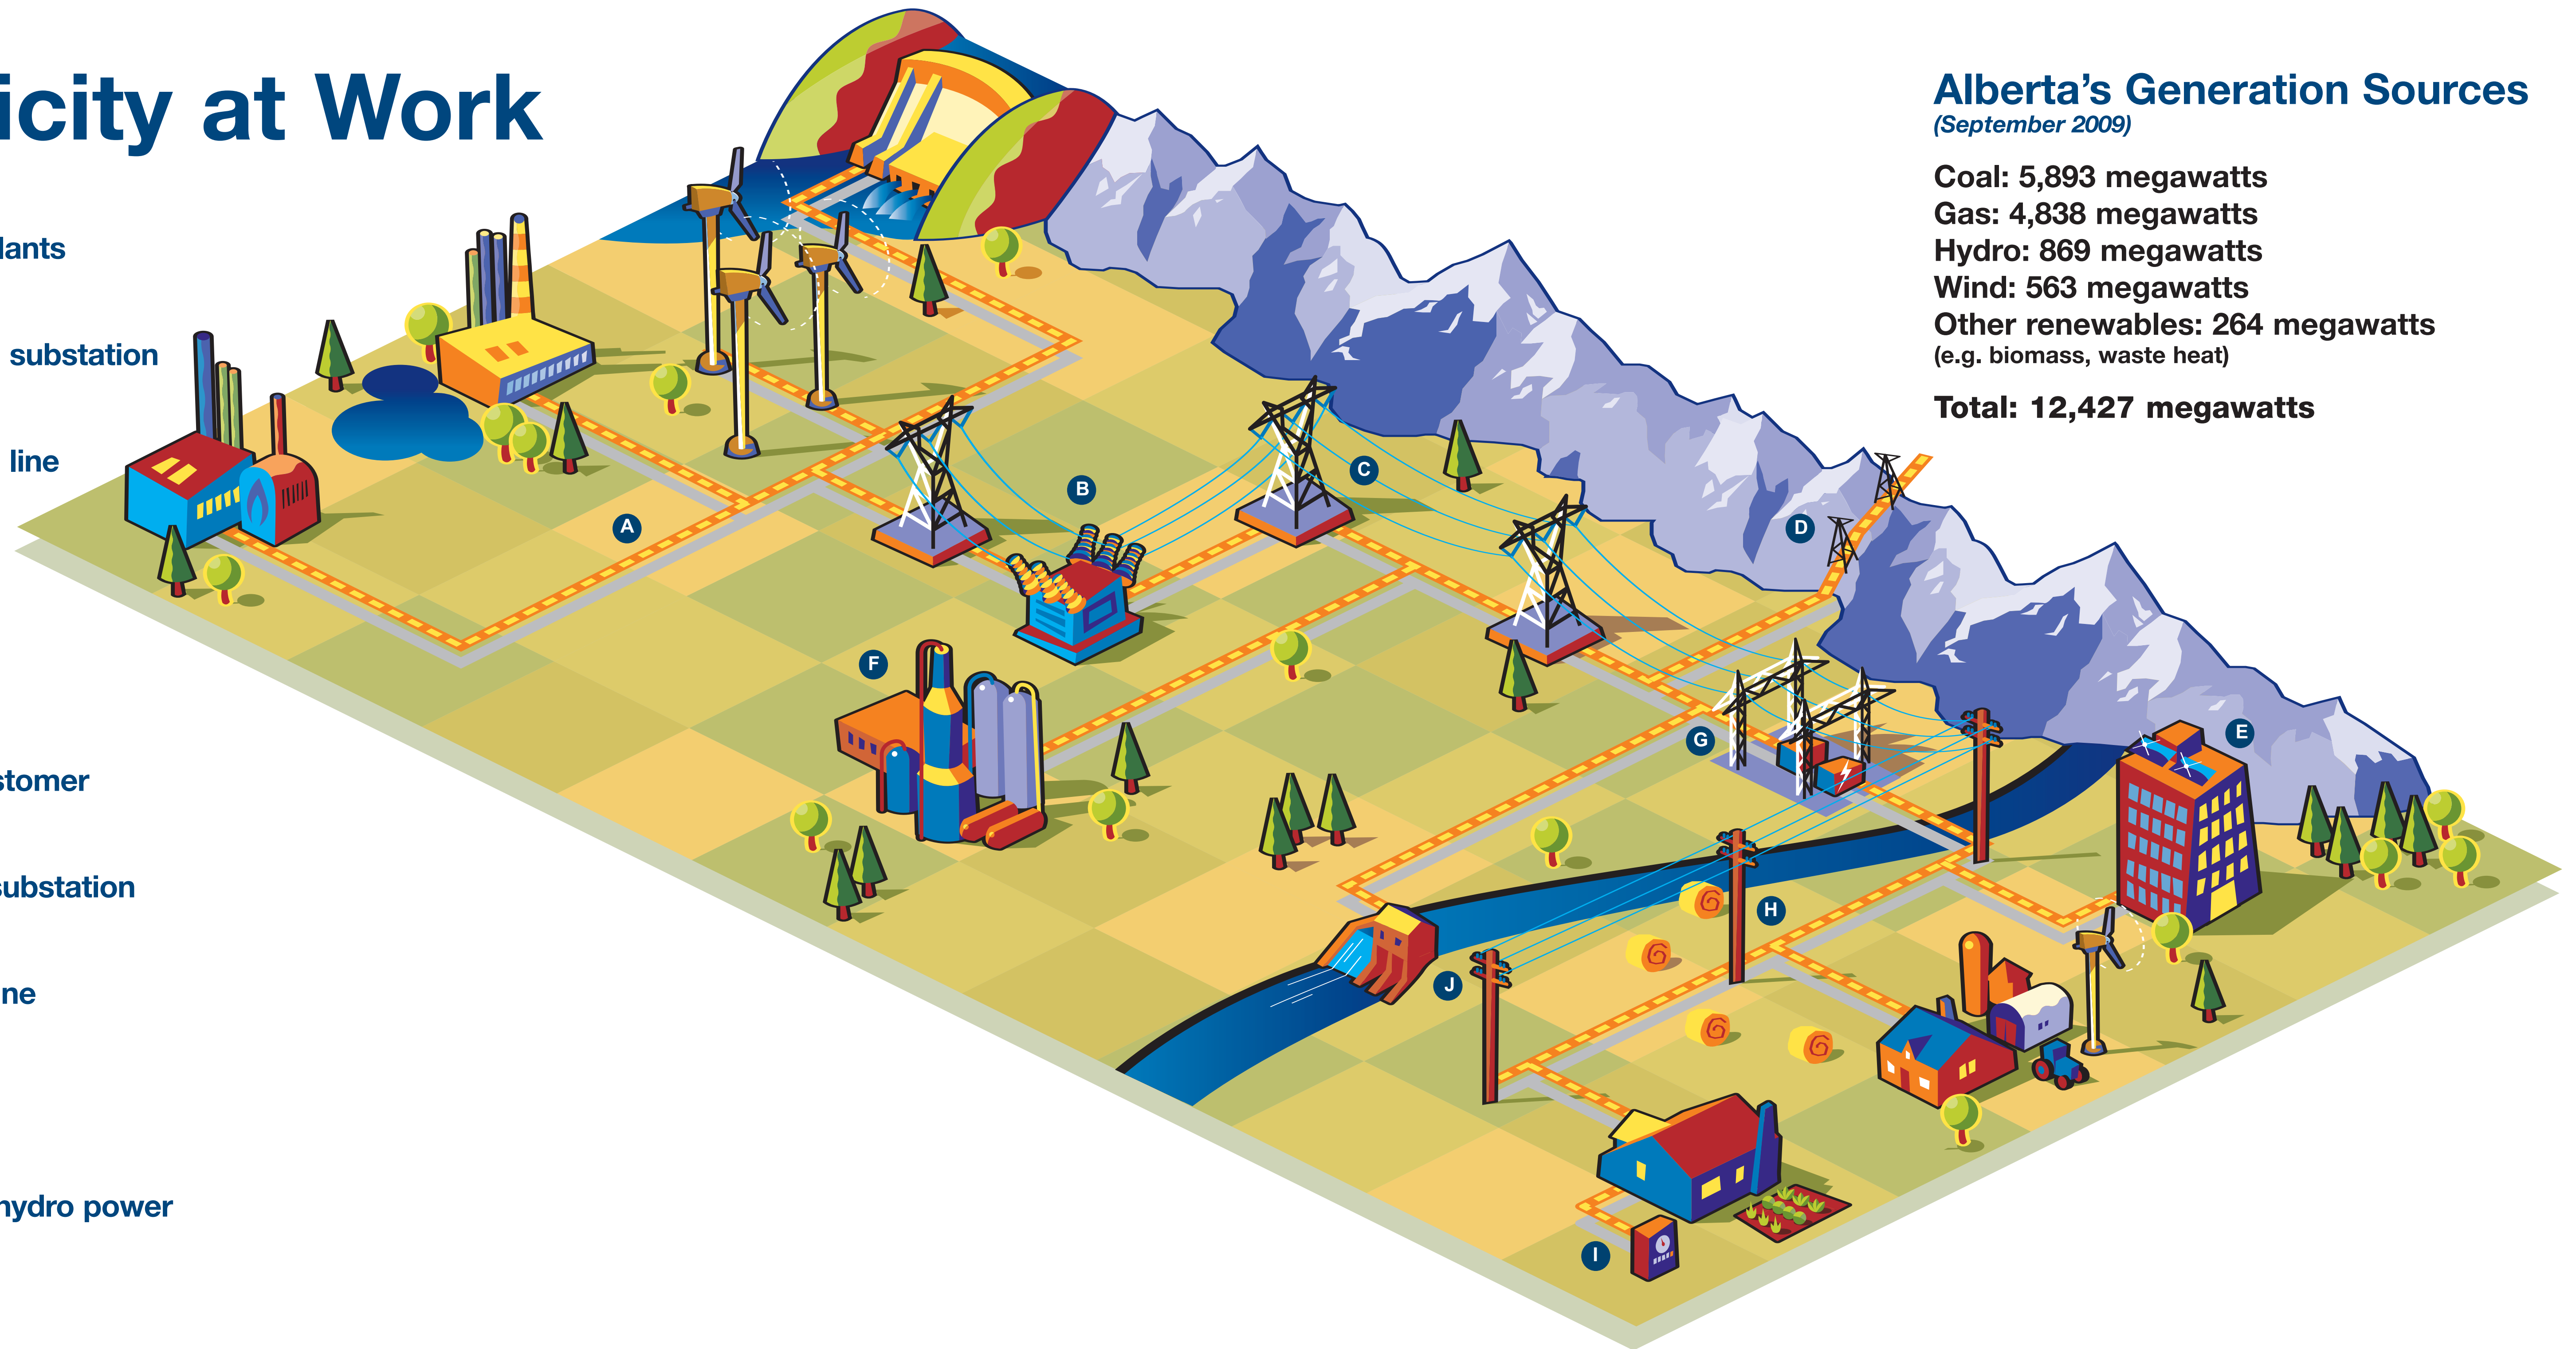 icity at Work
lants
substation
line
stomer
substation
ne
hydro power
Alberta's Generation Sources
(September 2009)
Coal: 5,893 megawatts
Gas: 4,838 megawatts
Hydro: 869 megawatts
Wind: 563 megawatts
Other renewables: 264 megawatts
(e.g. biomass, waste heat)
Total: 12,427 megawatts
A
B
C
D
E
F
G
H
J
I